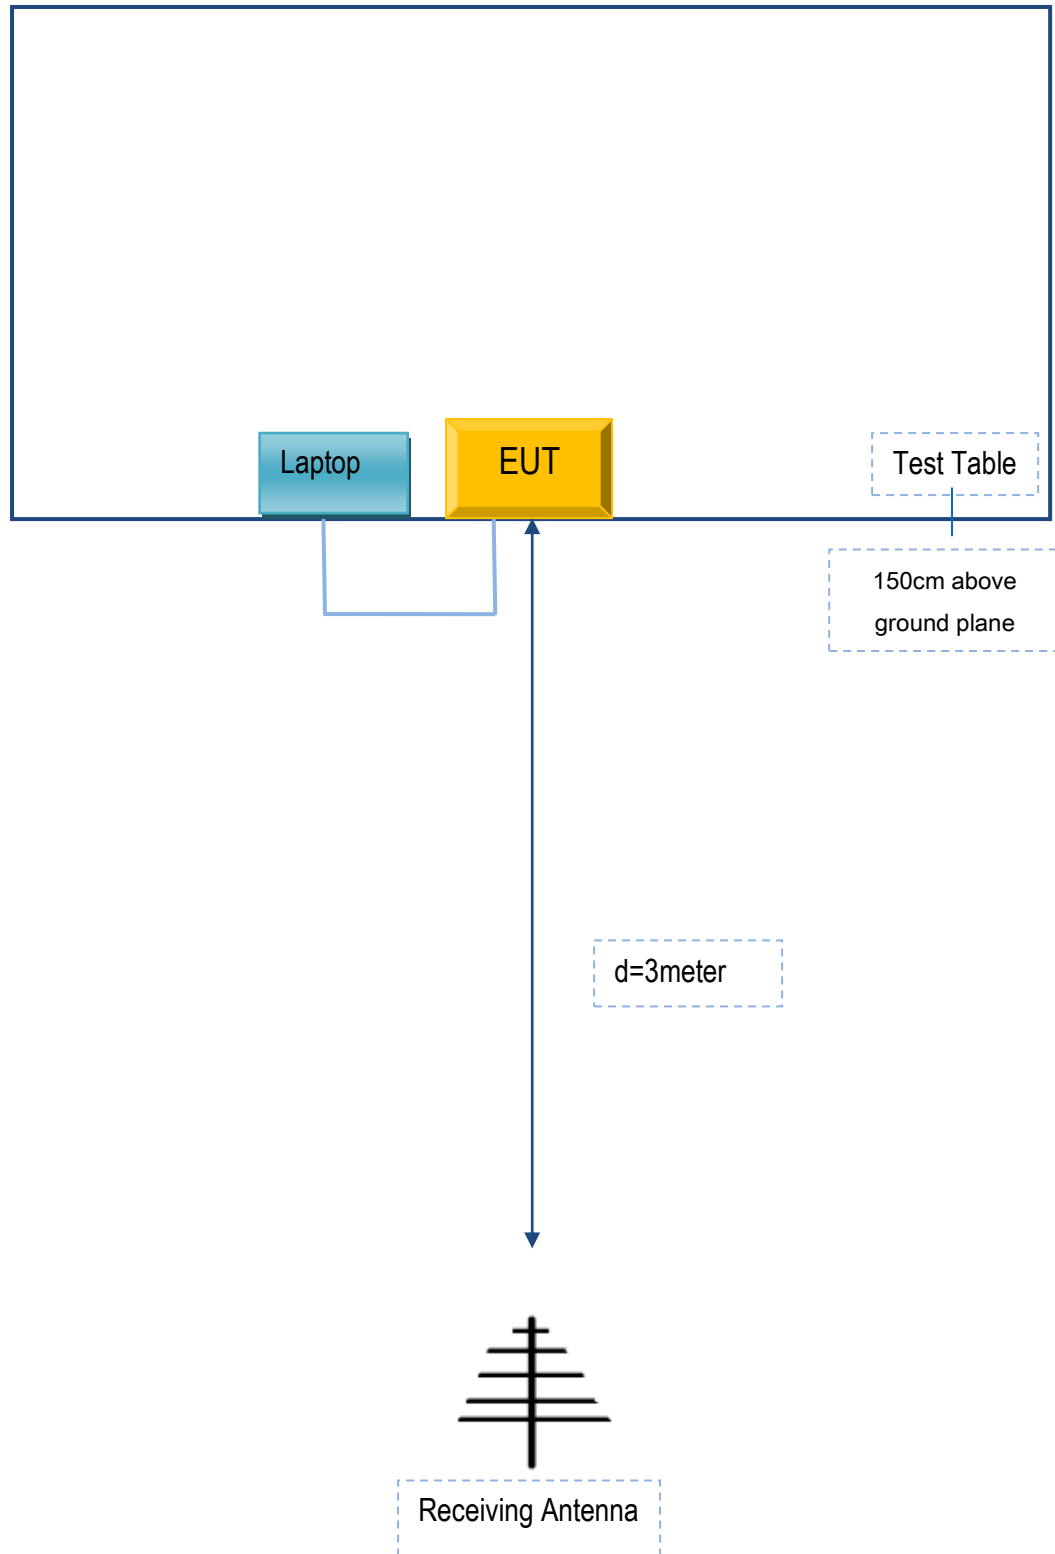 Laptop
EUT
Test Table
150cm above
ground plane
d=3meter
Receiving Antenna